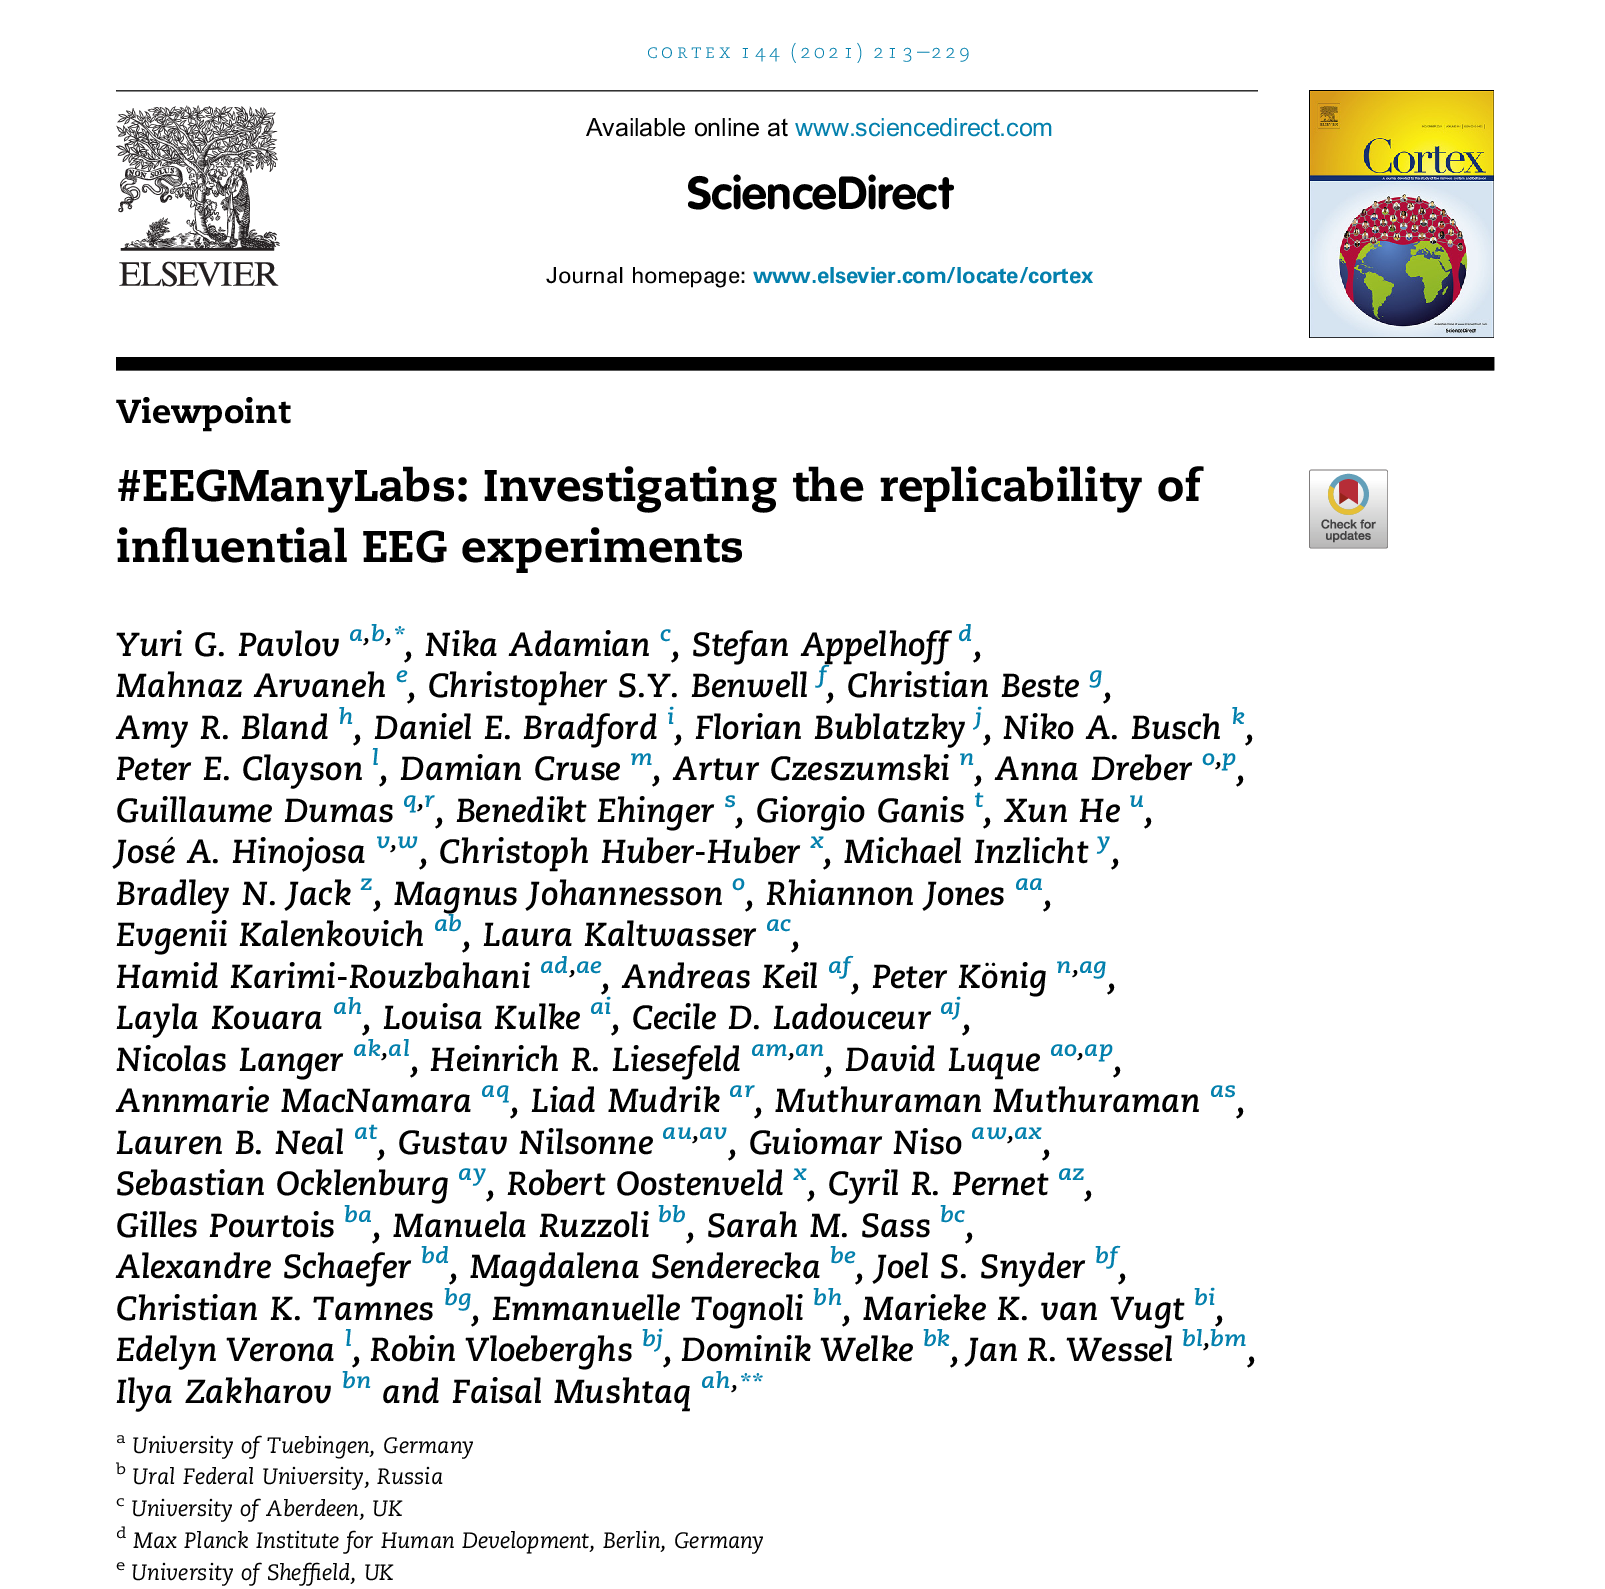 CORTEX 144 (2021) 213–229
Available online at www.sciencedirect.com
ScienceDirect
Journal homepage: www.elsevier.com/locate/cortex
NON SOLUS
ELSEVIER
Cortex
ScienceDirect
Viewpoint
#EEGManyLabs: Investigating the replicability of
influential EEG experiments
Check for
updates
Yuri G. Pavlov a,b,*, Nika Adamian c, Stefan Appelhoff d,
Mahnaz Arvaneh e, Christopher S.Y. Benwell f, Christian Beste g,
Amy R. Bland h, Daniel E. Bradford i, Florian Bublatzky j, Niko A. Busch k,
Peter E. Clayson l, Damian Cruse m, Artur Czeszumski n, Anna Dreber o,p,
Guillaume Dumas q,r, Benedikt Ehinger s, Giorgio Ganis t, Xun He u,
José A. Hinojosa v,w, Christoph Huber-Huber x, Michael Inzlicht y,
Bradley N. Jack z, Magnus Johannesson o, Rhiannon Jones aa,
Evgenii Kalenkovich ab, Laura Kaltwasser ac,
Hamid Karimi-Rouzbahani ad,ae, Andreas Keil af, Peter König n,ag,
Layla Kouara ah, Louisa Kulke ai, Cecile D. Ladouceur aj,
Nicolas Langer ak,al, Heinrich R. Liesefeld am,an, David Luque ao,ap,
Annmarie MacNamara aq, Liad Mudrik ar, Muthuraman Muthuraman as,
Lauren B. Neal at, Gustav Nilsonne au,av, Guiomar Niso aw,ax,
Sebastian Ocklenburg ay, Robert Oostenveld x, Cyril R. Pernet az,
Gilles Pourtois ba, Manuela Ruzzoli bb, Sarah M. Sass bc,
Alexandre Schaefer bd, Magdalena Senderecka be, Joel S. Snyder bf,
Christian K. Tamnes bg, Emmanuelle Tognoli bh, Marieke K. van Vugt bi,
Edelyn Verona l, Robin Vloeberghs bj, Dominik Welke bk, Jan R. Wessel bl,bm,
Ilya Zakharov bn and Faisal Mushtaq ah,**
a University of Tuebingen, Germany
b Ural Federal University, Russia
c University of Aberdeen, UK
d Max Planck Institute for Human Development, Berlin, Germany
e University of Sheffield, UK